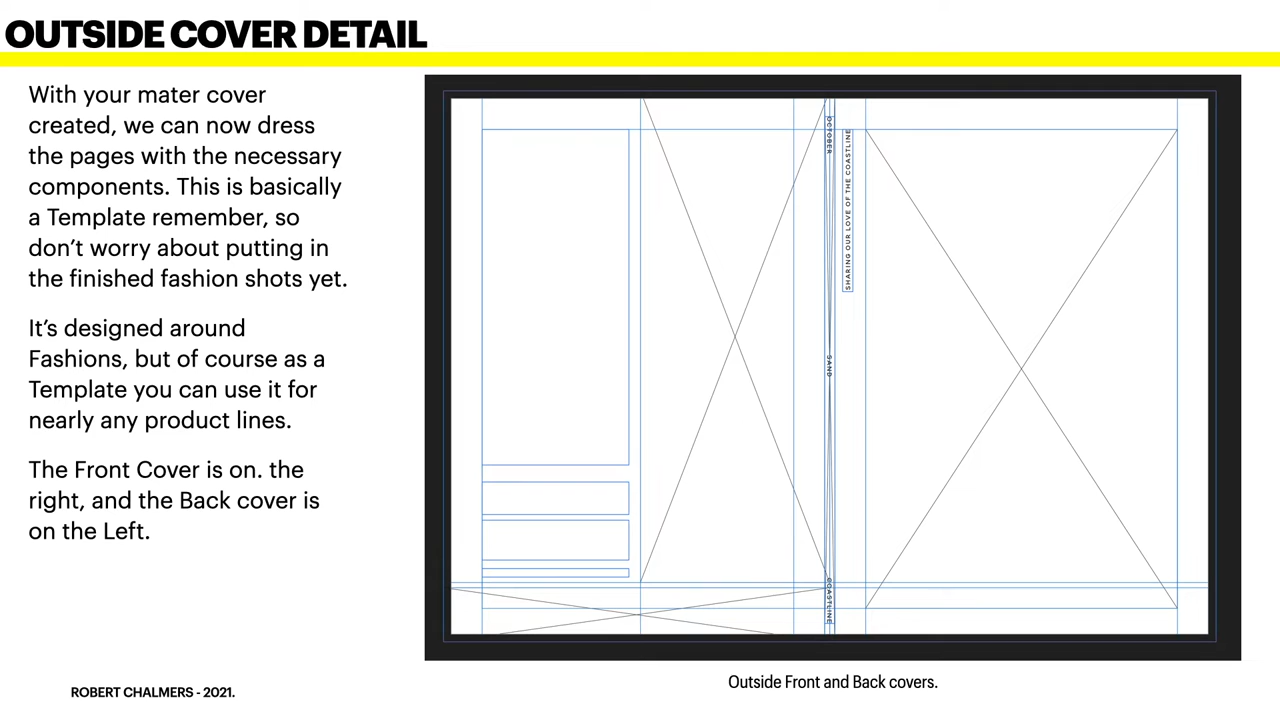 OUTSIDE COVER DETAIL
With your mater cover
created, we can now dress
the pages with the necessary
components. This is basically
a Template remember, so
don't worry about putting in
the finished fashion shots yet.
It's designed around
Fashions, but of course as a
Template you can use it for
nearly any product lines.
The Front Cover is on. the
right, and the Back cover is
on the Left.
OCTOBER
SAND
COASTLINE
SHARING OUR LOVE OF THE COASTLINE
Outside Front and Back covers.
ROBERT CHALMERS - 2021.